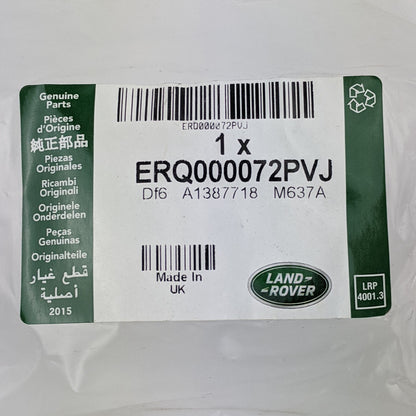 Genuine
Parts
Pièces
d'Origine
純正部品
Piezas
Originales
Ricambi
Originali
Originele
Onderdelen
Peças
Genuínas
Originalteile
قطع غيار
أصلية
2015
ERQ000072PVJ
1 x
ERQ000072PVJ
Df6 A1387718 M637A
Made In
UK
LAND-
-ROVER
LRP
4001.3